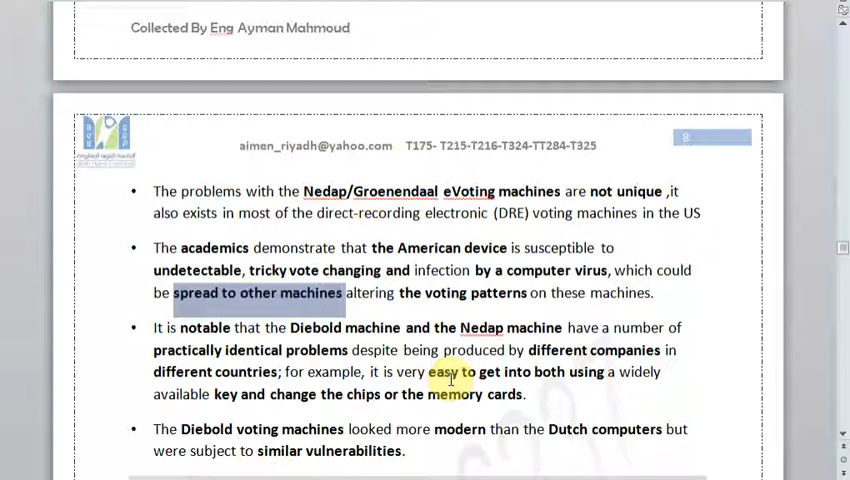 Collected By Eng Ayman Mahmoud
aimen_riyadh@yahoo.com T175- T215-T216-T324-TT284-T325
8
• The problems with the Nedap/Groenendaal eVoting machines are not unique ,it
also exists in most of the direct-recording electronic (DRE) voting machines in the US
• The academics demonstrate that the American device is susceptible to
undetectable, tricky vote changing and infection by a computer virus, which could
be spread to other machines altering the voting patterns on these machines.
• It is notable that the Diebold machine and the Nedap machine have a number of
practically identical problems despite being produced by different companies in
different countries; for example, it is very easy to get into both using a widely
available key and change the chips or the memory cards.
• The Diebold voting machines looked more modern than the Dutch computers but
were subject to similar vulnerabilities.